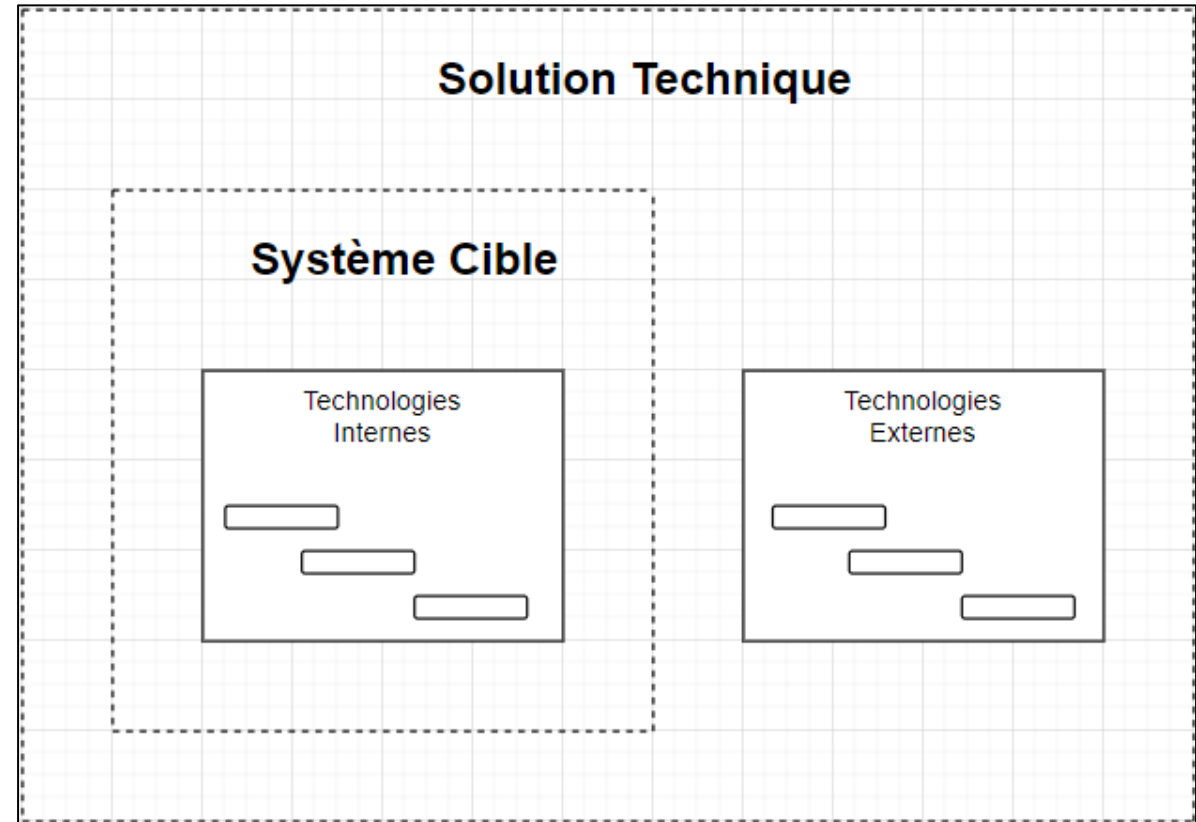 Solution Technique
Système Cible
Technologies
Internes
Technologies
Externes